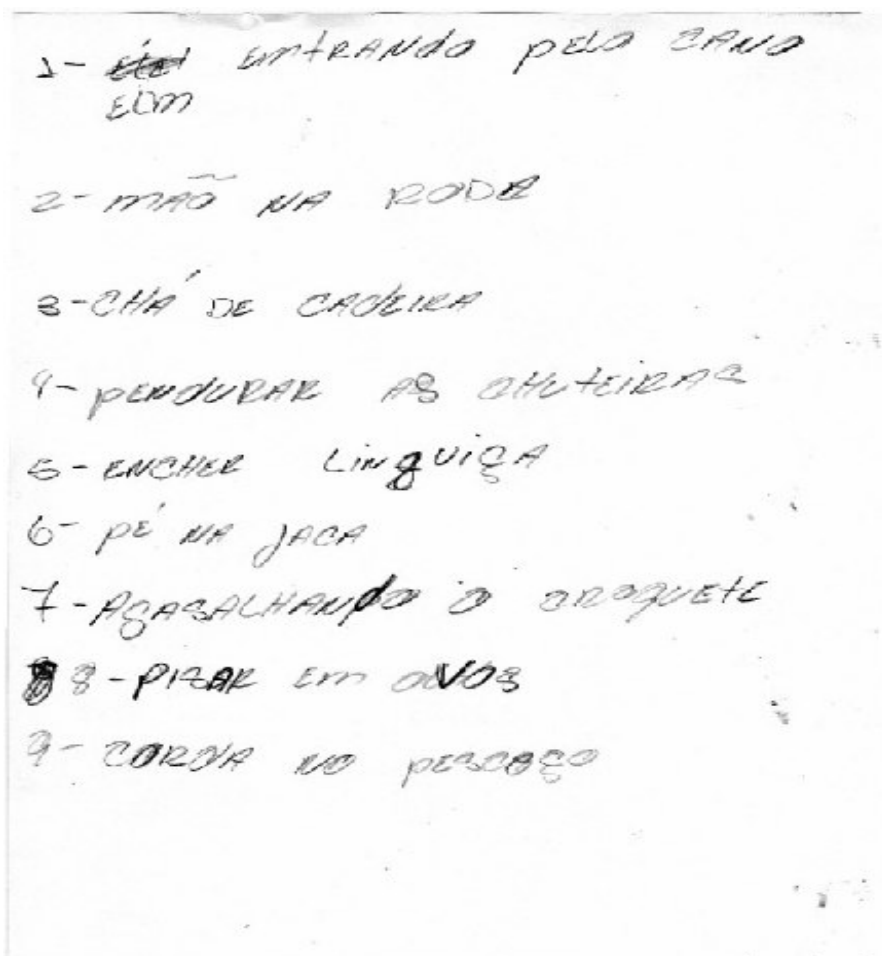 1- entrando pelo cano
2- mão na roda
3- chá de cadeira
4- pendurar as chuteiras
5- encher linguiça
6- pé na jaca
7- Agasalhando o croquete
8- pisar em ovos
9- corda no pescoço